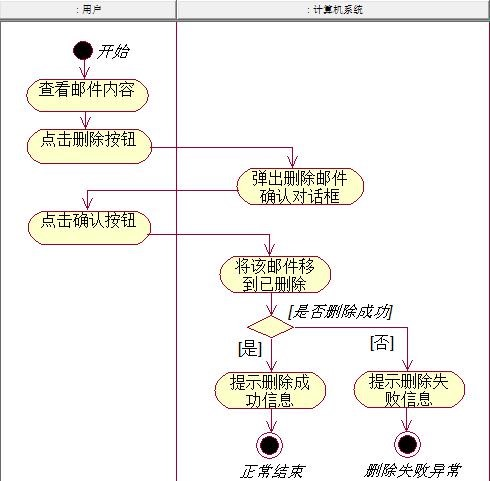 : 用户
: 计算机系统
开始
查看邮件内容
点击删除按钮
弹出删除邮件
确认对话框
点击确认按钮
将该邮件移
到已删除
[是否删除成功]
[是]
[否]
提示删除成
功信息
提示删除失
败信息
正常结束
删除失败异常